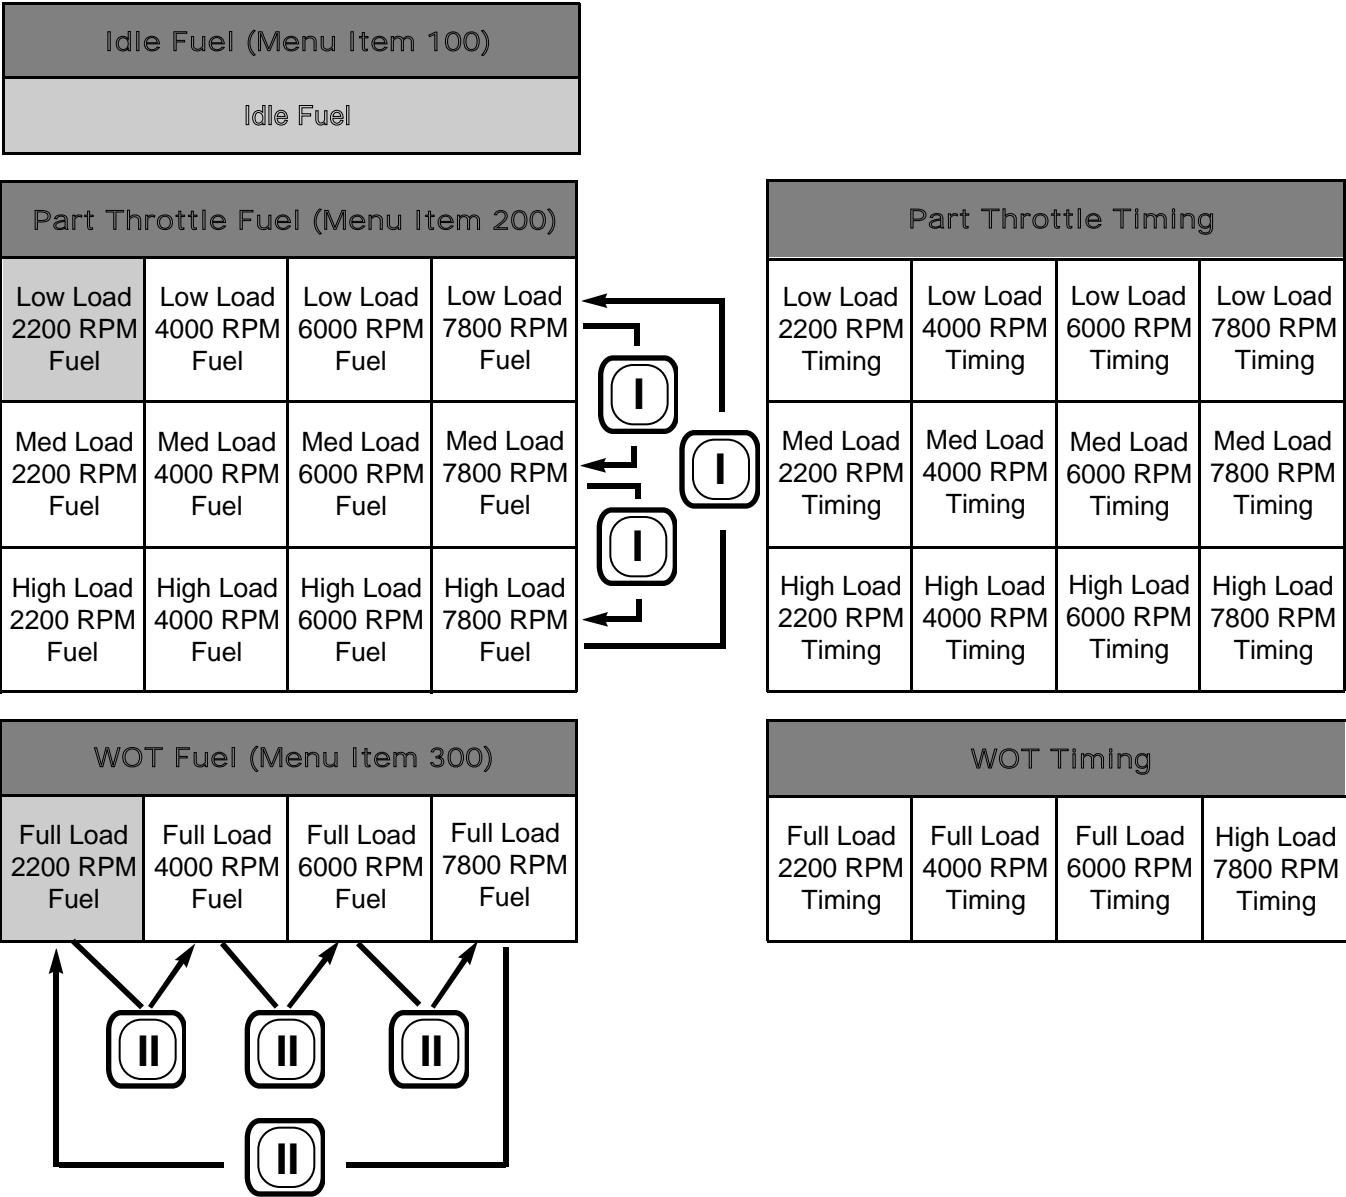 Idle Fuel (Menu Item 100)
Idle Fuel
Part Throttle Fuel (Menu Item 200)
Low Load
2200 RPM
Fuel
Low Load
4000 RPM
Fuel
Low Load
6000 RPM
Fuel
Low Load
7800 RPM
Fuel
Med Load
2200 RPM
Fuel
Med Load
4000 RPM
Fuel
Med Load
6000 RPM
Fuel
Med Load
7800 RPM
Fuel
High Load
2200 RPM
Fuel
High Load
4000 RPM
Fuel
High Load
6000 RPM
Fuel
High Load
7800 RPM
Fuel
I
I
I
Part Throttle Timing
Low Load
2200 RPM
Timing
Low Load
4000 RPM
Timing
Low Load
6000 RPM
Timing
Low Load
7800 RPM
Timing
Med Load
2200 RPM
Timing
Med Load
4000 RPM
Timing
Med Load
6000 RPM
Timing
Med Load
7800 RPM
Timing
High Load
2200 RPM
Timing
High Load
4000 RPM
Timing
High Load
6000 RPM
Timing
High Load
7800 RPM
Timing
WOT Fuel (Menu Item 300)
Full Load
2200 RPM
Fuel
Full Load
4000 RPM
Fuel
Full Load
6000 RPM
Fuel
Full Load
7800 RPM
Fuel
II
II
II
II
WOT Timing
Full Load
2200 RPM
Timing
Full Load
4000 RPM
Timing
Full Load
6000 RPM
Timing
High Load
7800 RPM
Timing